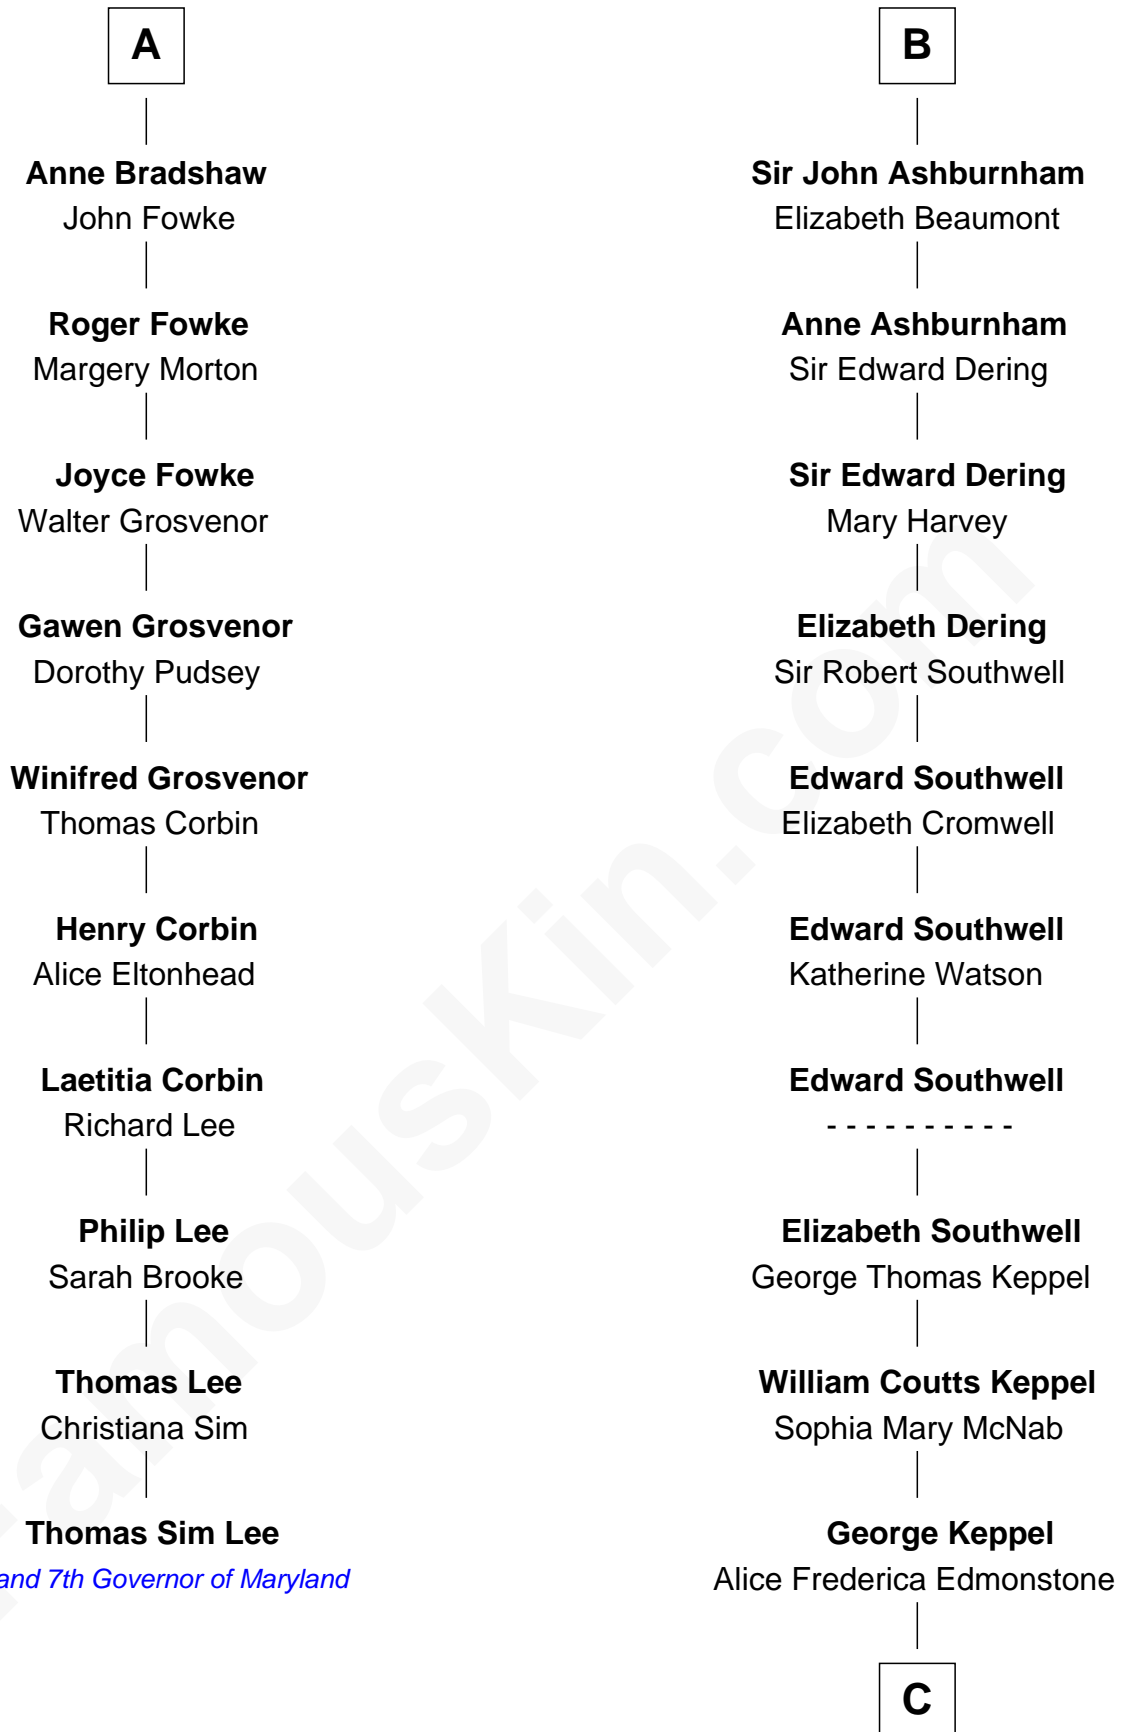 A
Anne Bradshaw
John Fowke
Roger Fowke
Margery Morton
Joyce Fowke
Walter Grosvenor
Gawen Grosvenor
Dorothy Pudsey
Winifred Grosvenor
Thomas Corbin
Henry Corbin
Alice Eltonhead
Laetitia Corbin
Richard Lee
Philip Lee
Sarah Brooke
Thomas Lee
Christiana Sim
Thomas Sim Lee
and 7th Governor of Maryland
B
Sir John Ashburnham
Elizabeth Beaumont
Anne Ashburnham
Sir Edward Dering
Sir Edward Dering
Mary Harvey
Elizabeth Dering
Sir Robert Southwell
Edward Southwell
Elizabeth Cromwell
Edward Southwell
Katherine Watson
Edward Southwell
- - - - - - - - - -
Elizabeth Southwell
George Thomas Keppel
William Coutts Keppel
Sophia Mary McNab
George Keppel
Alice Frederica Edmonstone
C
FamousKin.com